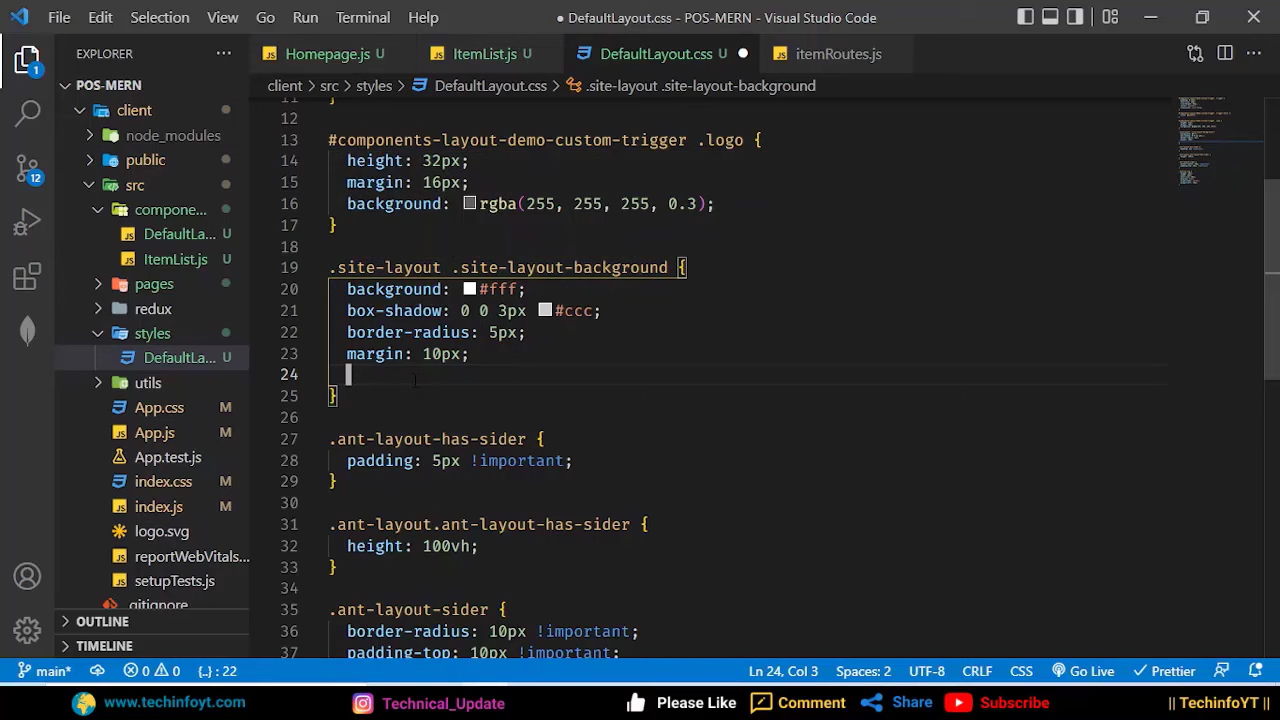 File Edit Selection View Go Run Terminal Help ● DefaultLayout.css - POS-MERN - Visual Studio Code
EXPLORER ···
Homepage.js U ItemList.js U DefaultLayout.css U ● itemRoutes.js
POS-MERN
client > src > styles > DefaultLayout.css > .site-layout .site-layout-background
client
node_modules
public
src
compone...
DefaultLa... U
ItemList.js U
pages
redux
styles
DefaultLa... U
utils
App.css M
App.js M
App.test.js
index.css M
index.js M
logo.svg
reportWebVitals...
setupTests.js
.gitignore
OUTLINE
TIMELINE
1
12
11 }
12
13 #components-layout-demo-custom-trigger .logo {
14 height: 32px;
15 margin: 16px;
16 background: rgba(255, 255, 255, 0.3);
17 }
18
19 .site-layout .site-layout-background {
20 background: #fff;
21 box-shadow: 0 0 3px #ccc;
22 border-radius: 5px;
23 margin: 10px;
24
25 }
26
27 .ant-layout-has-sider {
28 padding: 5px !important;
29 }
30
31 .ant-layout.ant-layout-has-sider {
32 height: 100vh;
33 }
34
35 .ant-layout-sider {
36 border-radius: 10px !important;
37 padding-top: 10px !important;
main* 0 0 {..} : 22 Ln 24, Col 3 Spaces: 2 UTF-8 CRLF CSS Go Live Prettier
www.techinfoyt.com Technical_Update Please Like Comment Share Subscribe || TechinfoYT ||